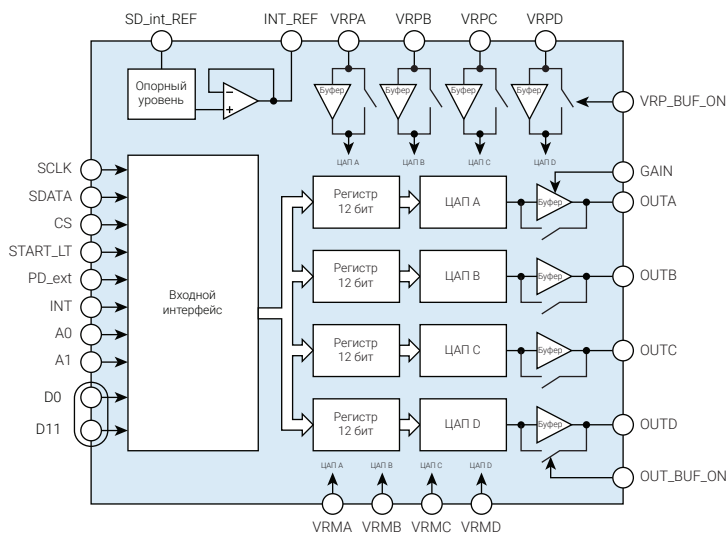 SD_int_REF
INT_REF
VRPA
VRPB
VRPC
VRPD
Опорный
уровень
−
+
Буфер
Буфер
Буфер
Буфер
VRP_BUF_ON
ЦАП A
ЦАП B
ЦАП C
ЦАП D
SCLK
SDATA
CS
START_LT
PD_ext
INT
A0
A1
D0
D11
Входной
интерфейс
Регистр
12 бит
ЦАП A
Буфер
GAIN
OUTA
Регистр
12 бит
ЦАП B
Буфер
OUTB
Регистр
12 бит
ЦАП C
Буфер
OUTC
Регистр
12 бит
ЦАП D
Буфер
OUTD
OUT_BUF_ON
ЦАП A
ЦАП B
ЦАП C
ЦАП D
VRMA
VRMB
VRMC
VRMD